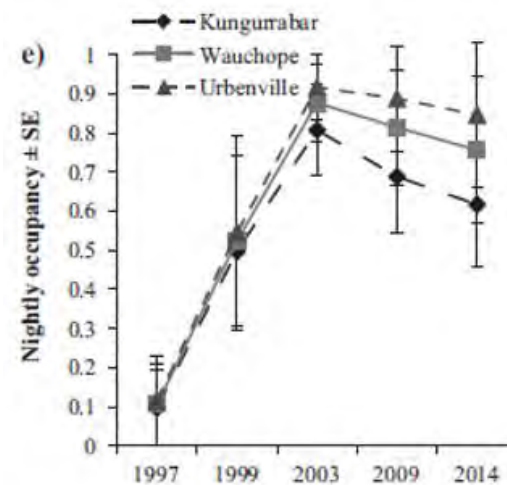 Kungurrabar
e)
Wauchope
Urbenville
Nightly occupancy ± SE
1
0.9
0.8
0.7
0.6
0.5
0.4
0.3
0.2
0.1
0
1997 1999 2003 2009 2014